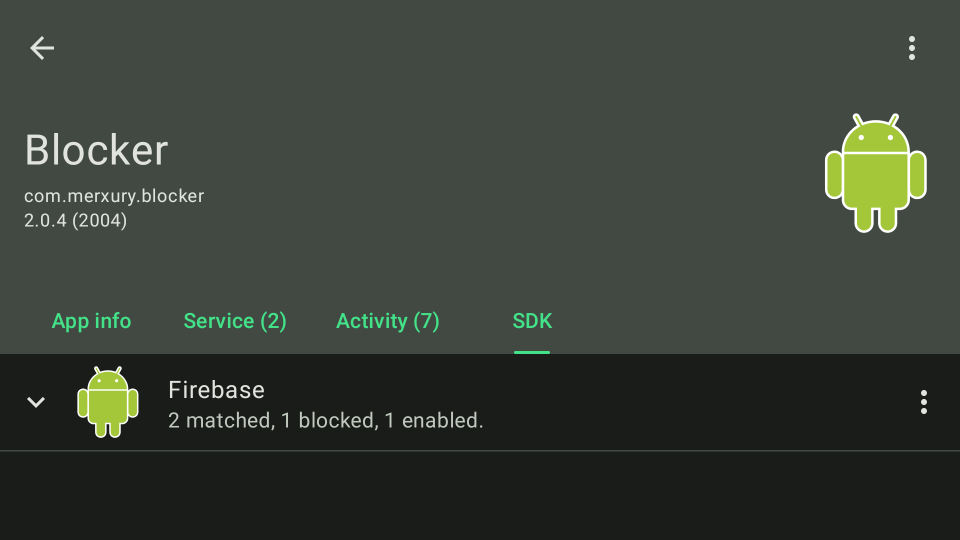 Blocker
com.merxury.blocker
2.0.4 (2004)
App info
Service (2)
Activity (7)
SDK
Firebase
2 matched, 1 blocked, 1 enabled.